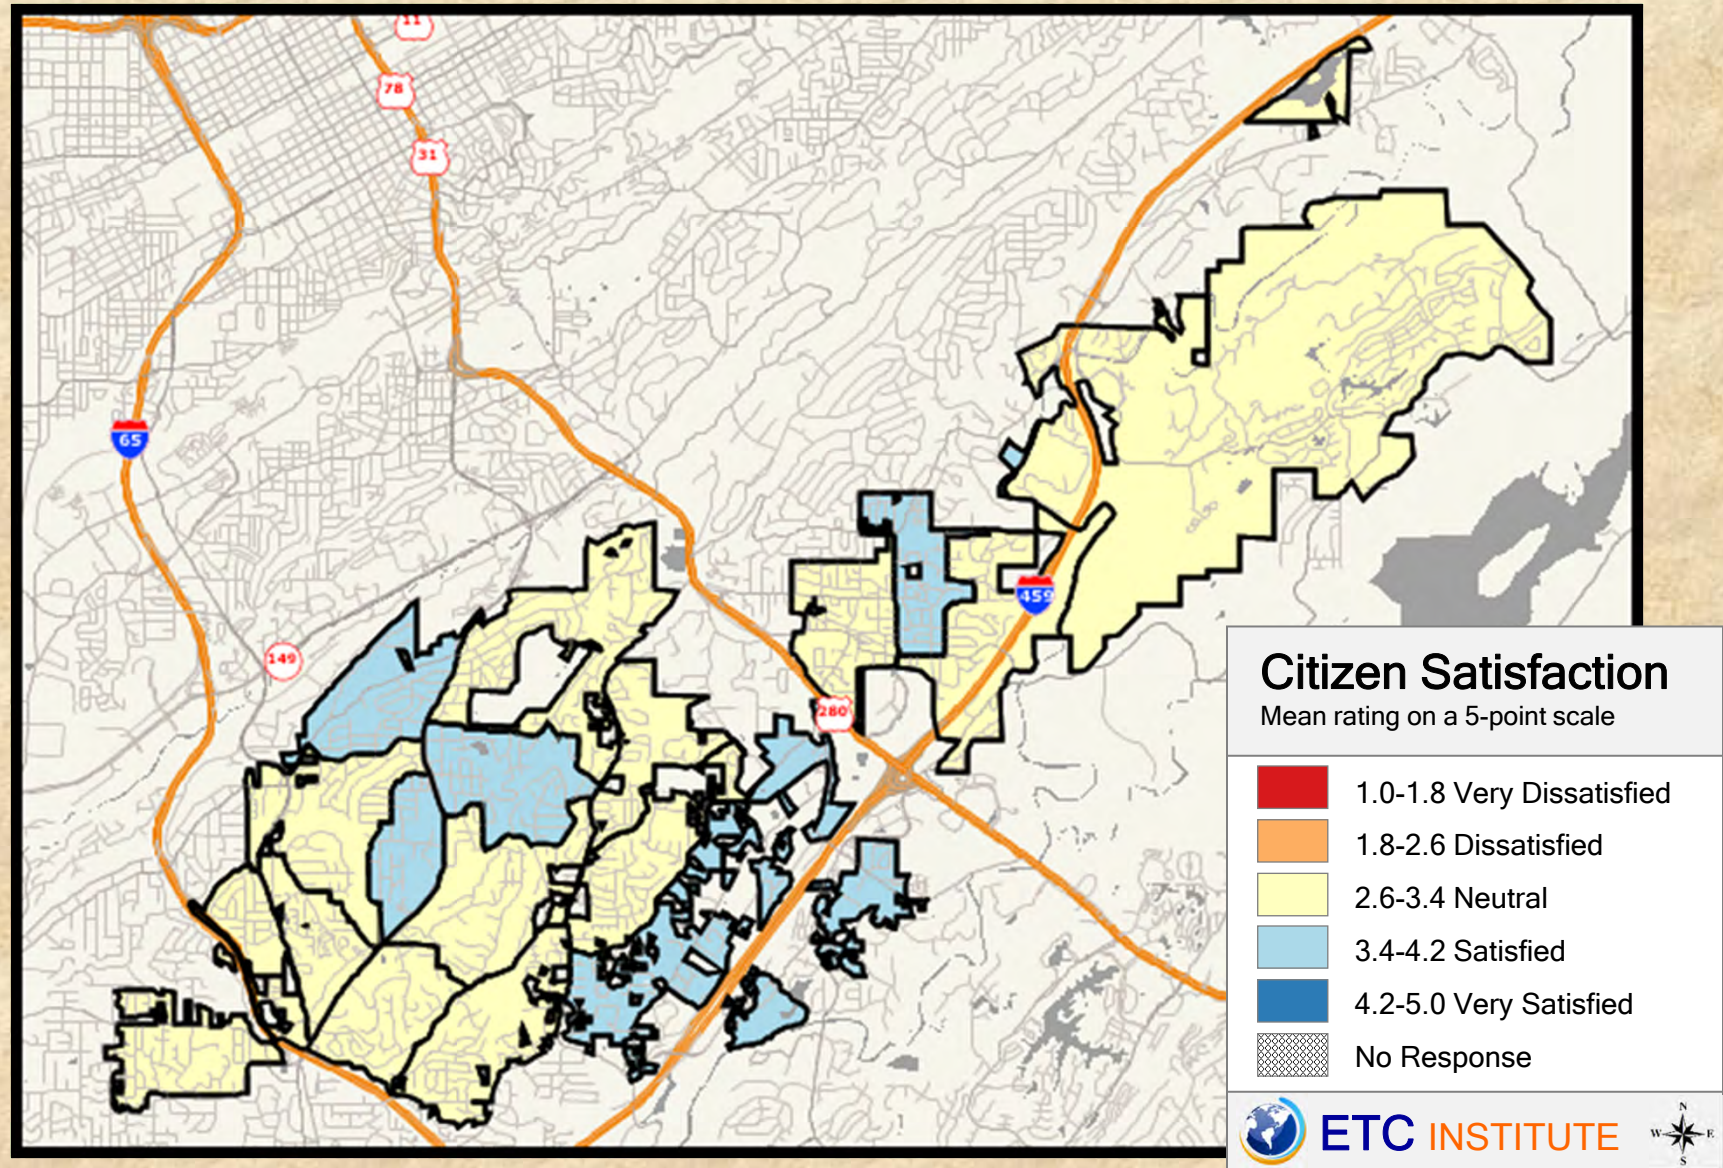 11
78
31
65
149
459
280
Citizen Satisfaction
Mean rating on a 5-point scale
1.0-1.8 Very Dissatisfied
1.8-2.6 Dissatisfied
2.6-3.4 Neutral
3.4-4.2 Satisfied
4.2-5.0 Very Satisfied
No Response
ETC INSTITUTE
N
W E
S